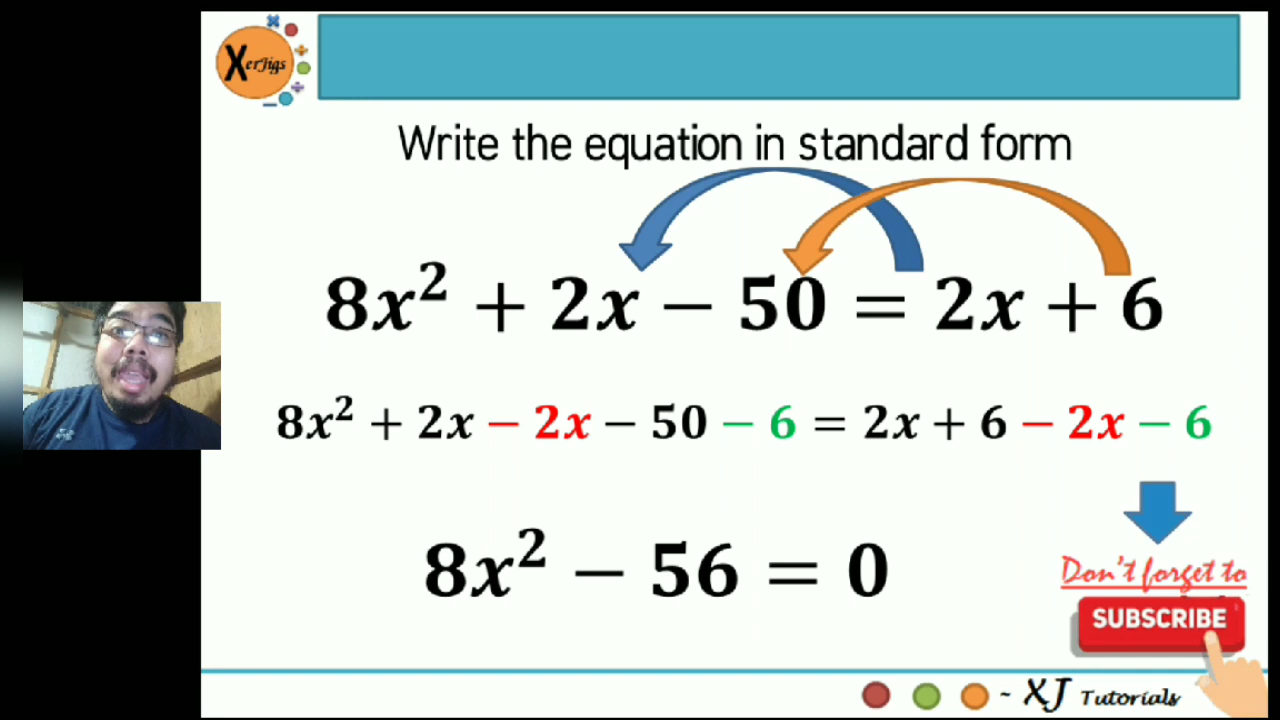 XerJigs
Write the equation in standard form
8x² + 2x − 50 = 2x + 6
8x² + 2x − 2x − 50 − 6 = 2x + 6 − 2x − 6
8x² − 56 = 0
Don't forget to
SUBSCRIBE
~ XJ Tutorials